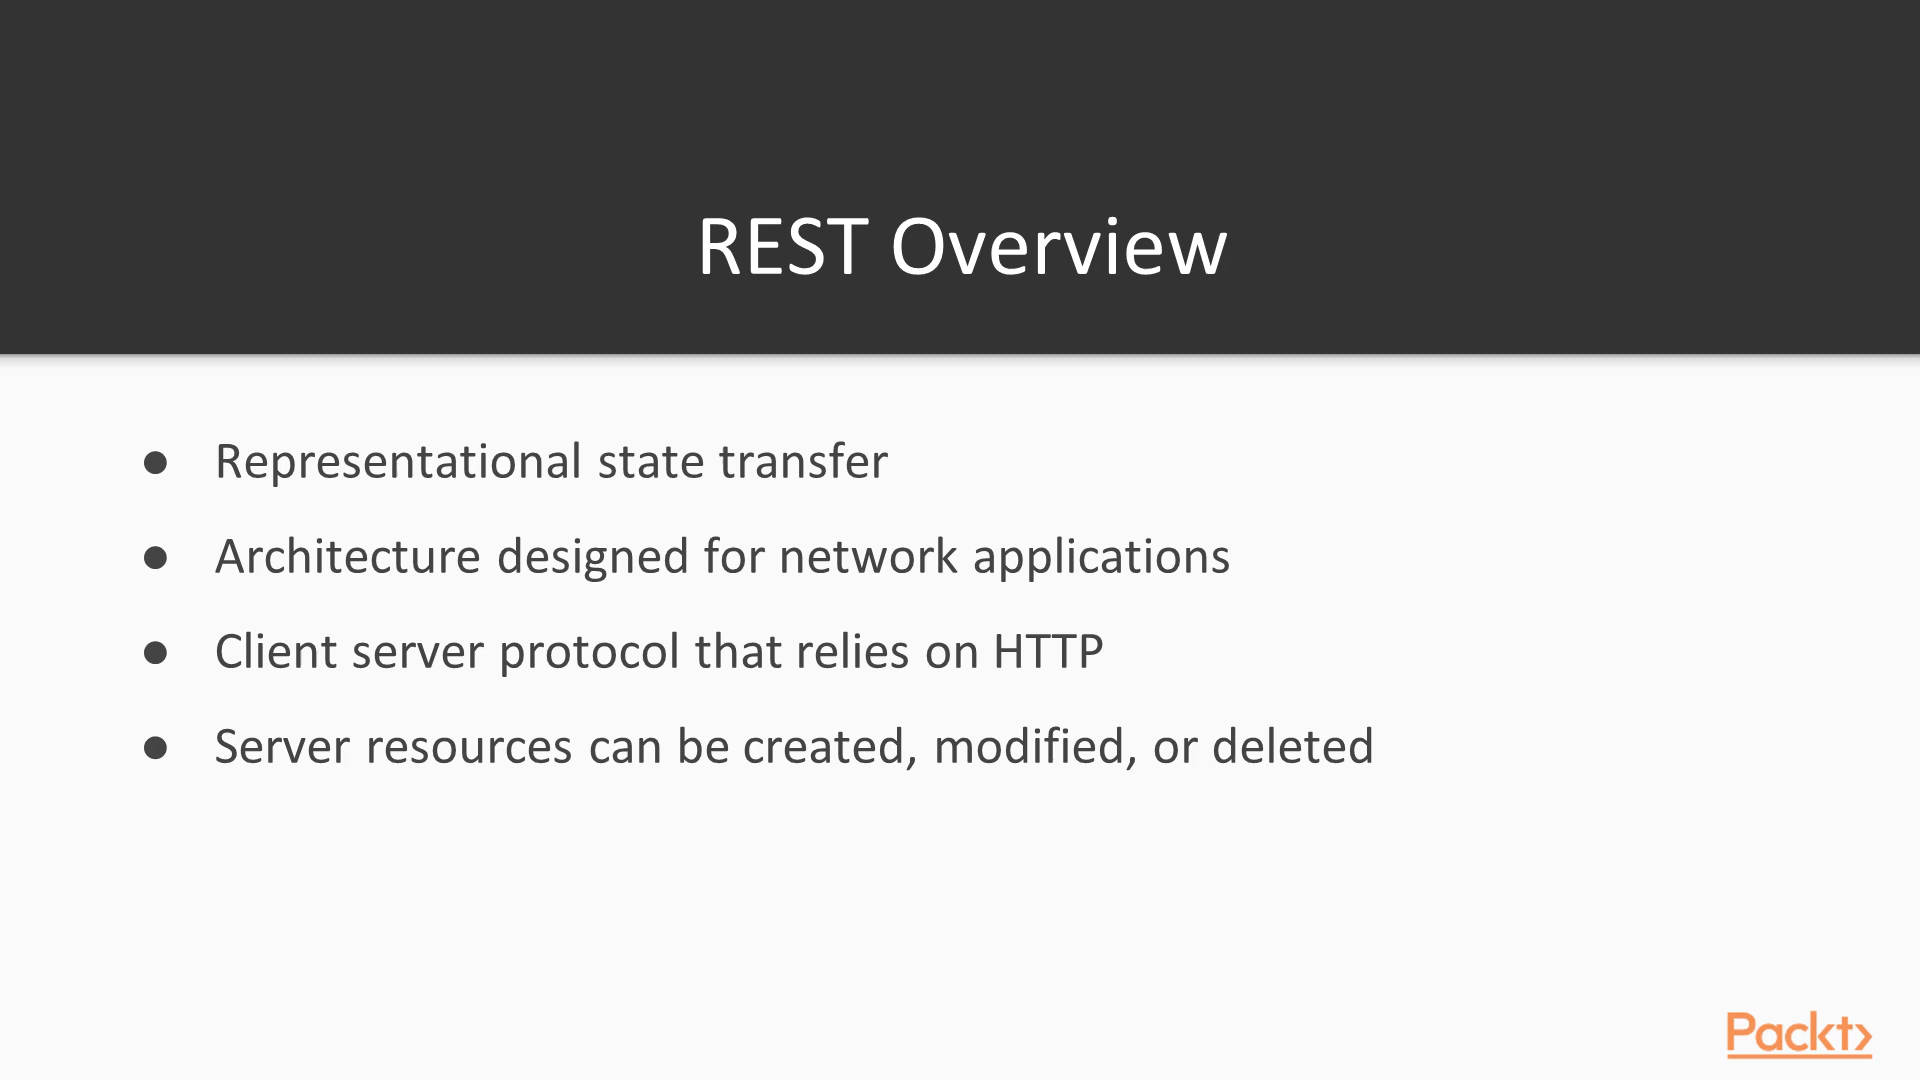 REST Overview
● Representational state transfer
● Architecture designed for network applications
● Client server protocol that relies on HTTP
● Server resources can be created, modified, or deleted
Packt>